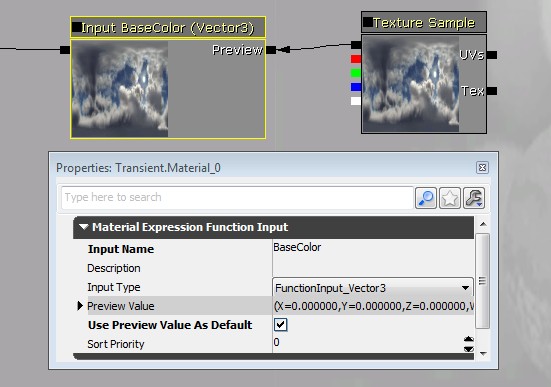 Input BaseColor (Vector3)
Preview
Texture Sample
UVs
Tex
Properties: Transient.Material_0
Type here to search
Material Expression Function Input
Input Name BaseColor
Description
Input Type FunctionInput_Vector3
Preview Value (X=0.000000,Y=0.000000,Z=0.000000,
Use Preview Value As Default
Sort Priority 0